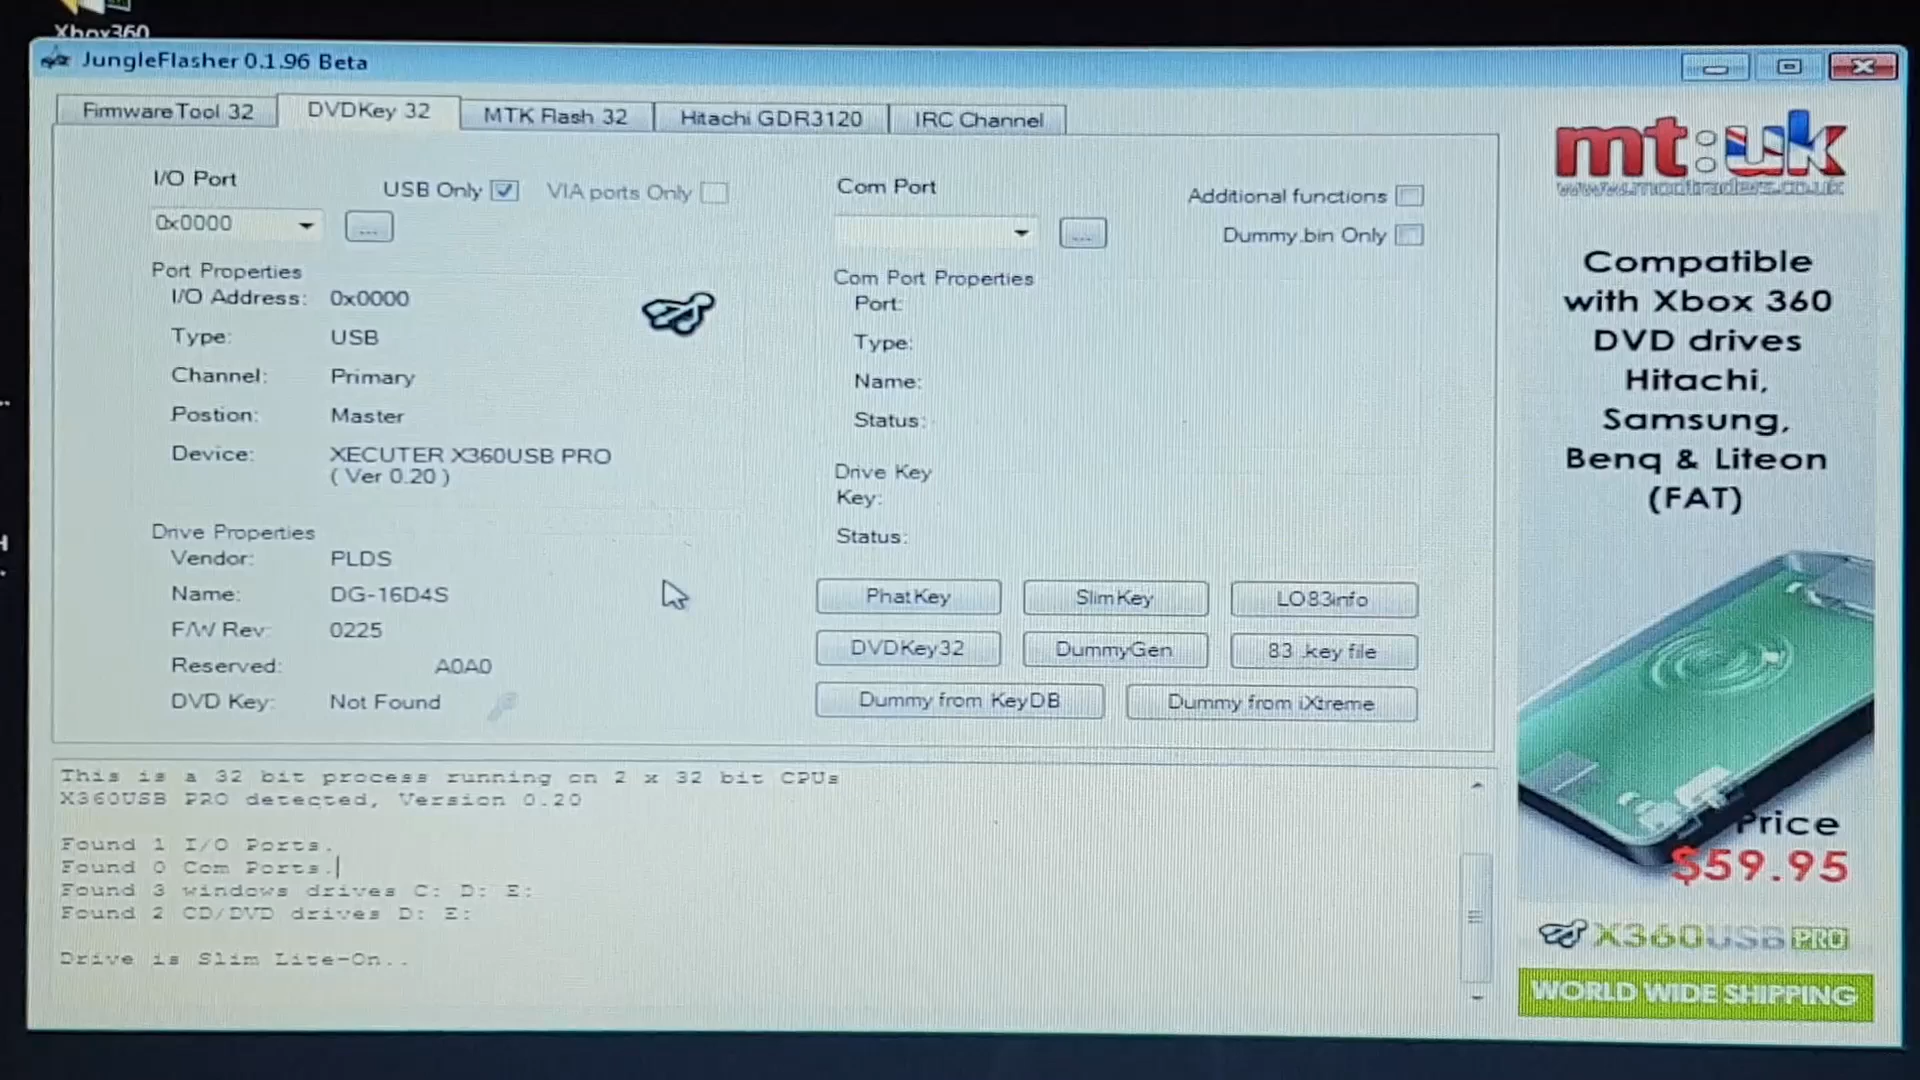 Xbox360
JungleFlasher 0.1.96 Beta
FirmwareTool 32
DVDKey 32
MTK Flash 32
Hitachi GDR3120
IRC Channel
I/O Port
USB Only
VIA ports Only
0x0000
...
Port Properties
I/O Address: 0x0000
Type: USB
Channel: Primary
Postion: Master
Device: XECUTER X360USB PRO
( Ver 0.20 )
Drive Properties
Vendor: PLDS
Name: DG-16D4S
F/W Rev: 0225
Reserved: A0A0
DVD Key: Not Found
Com Port
...
Additional functions
Dummy.bin Only
Com Port Properties
Port:
Type:
Name:
Status:
Drive Key
Key:
Status:
PhatKey
SlimKey
LO83info
DVDKey32
DummyGen
83 .key file
Dummy from KeyDB
Dummy from iXtreme
This is a 32 bit process running on 2 x 32 bit CPUs
X360USB PRO detected, Version 0.20
Found 1 I/O Ports.
Found 0 Com Ports.
Found 3 windows drives C: D: E:
Found 2 CD/DVD drives D: E:
Drive is Slim Lite-On..
mt:uk
www.modtraders.co.uk
Compatible
with Xbox 360
DVD drives
Hitachi,
Samsung,
Benq & Liteon
(FAT)
Price
$59.95
X360USB PRO
WORLD WIDE SHIPPING